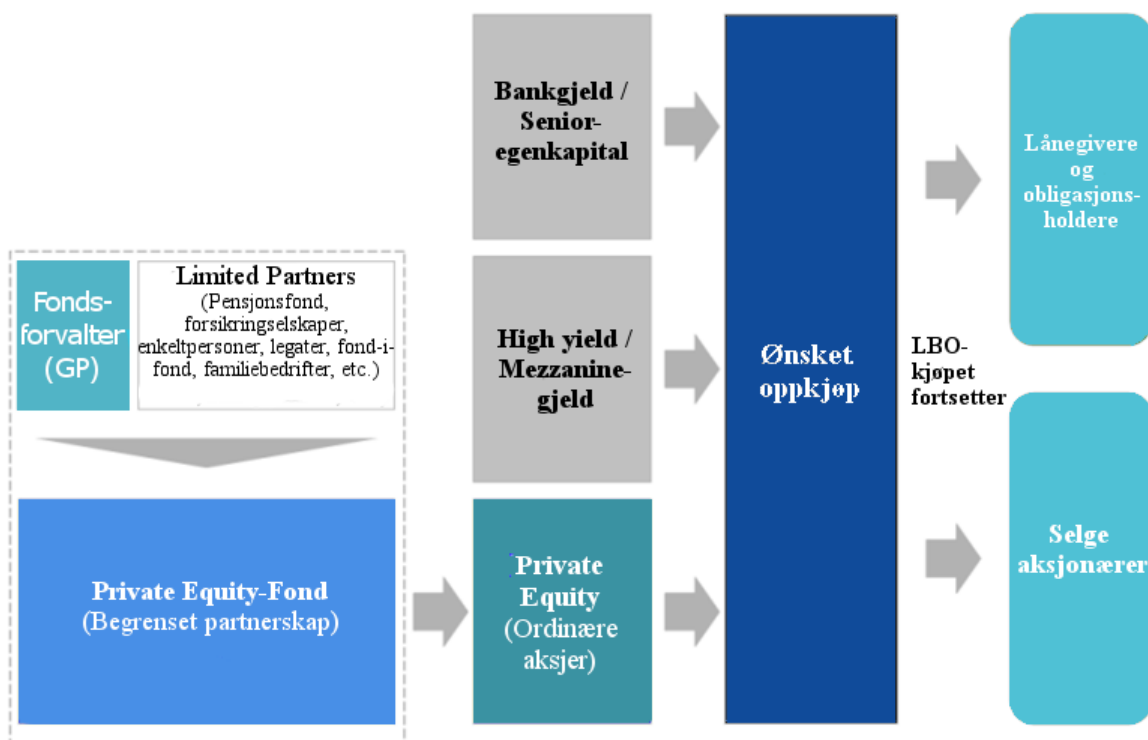 Bankgjeld /
Senior-
egenkapital
Lånegivere
og
obligasjons-
holdere
Fonds-
forvalter
(GP)
Limited Partners
(Pensjonsfond,
forsikringselskaper,
enkeltpersoner, legater, fond-i-
fond, familiebedrifter, etc.)
High yield /
Mezzanine-
gjeld
Ønsket
oppkjøp
LBO-
kjøpet
fortsetter
Private Equity-Fond
(Begrenset partnerskap)
Private
Equity
(Ordinære
aksjer)
Selge
aksjonærer